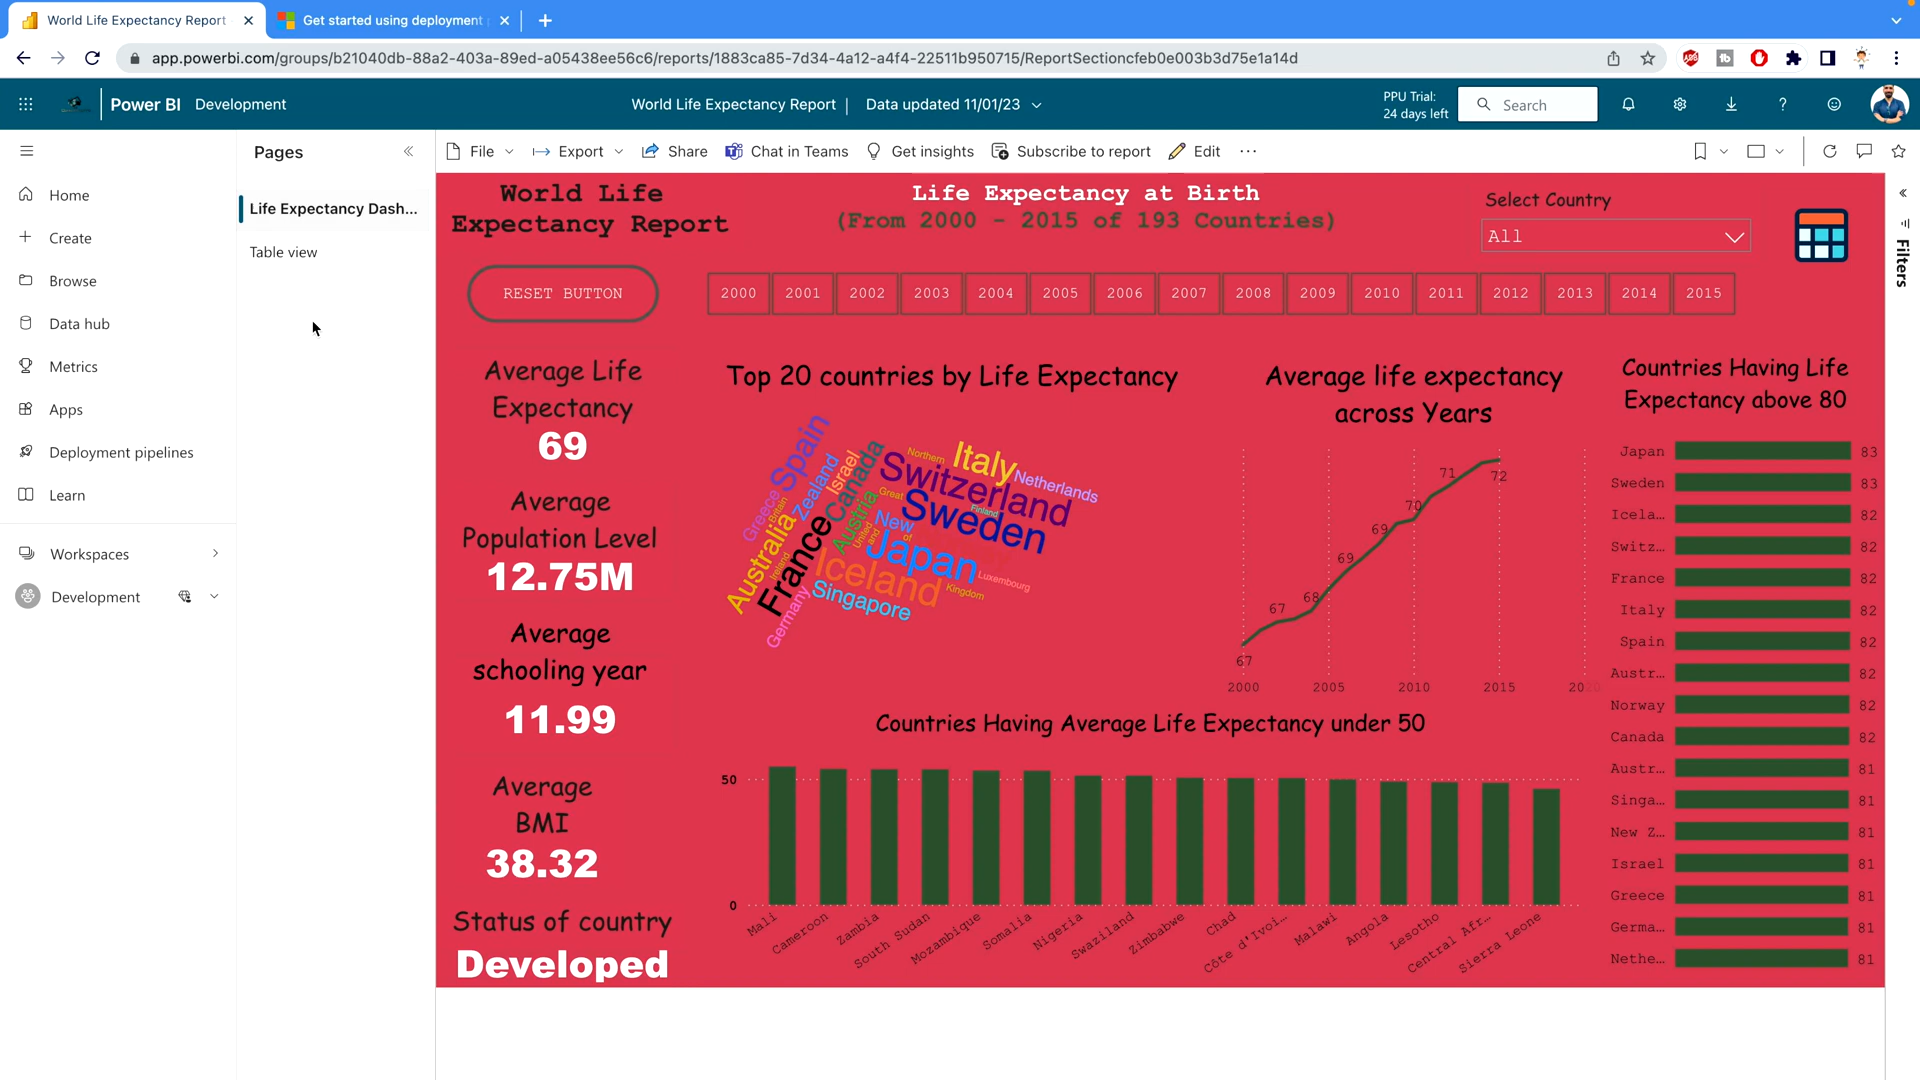 World Life Expectancy Report
Get started using deployment
app.powerbi.com/groups/b21040db-88a2-403a-89ed-a05438ee56c6/reports/1883ca85-7d34-4a12-a4f4-22511b950715/ReportSectioncfeb0e003b3d75e1a14d
Power BI Development
World Life Expectancy Report | Data updated 11/01/23
PPU Trial:
24 days left
Search
Pages
File
Export
Share
Chat in Teams
Get insights
Subscribe to report
Edit
Home
Create
Browse
Data hub
Metrics
Apps
Deployment pipelines
Learn
Workspaces
Development
Life Expectancy Dash...
Table view
World Life
Expectancy Report
Life Expectancy at Birth
(From 2000 - 2015 of 193 Countries)
Select Country
All
Filters
RESET BUTTON
2000 2001 2002 2003 2004 2005 2006 2007 2008 2009 2010 2011 2012 2013 2014 2015
Average Life
Expectancy
69
Average
Population Level
12.75M
Average
schooling year
11.99
Average
BMI
38.32
Status of country
Developed
Top 20 countries by Life Expectancy
Spain
Italy
Northern
Israel
Canada
Switzerland
Netherlands
Zealand
Greece
Great
Britain
Austria
Sweden
Finland
New
Australia
France
United
and
of
Japan
Ireland
Iceland
Luxembourg
Kingdom
Germany
Singapore
Average life expectancy
across Years
67
67
68
69
69
70
71
72
2000 2005 2010 2015
Countries Having Life
Expectancy above 80
Japan 83
Sweden 83
Icela... 82
Switz... 82
France 82
Italy 82
Spain 82
Austr... 82
Norway 82
Canada 82
Austr... 81
Singa... 81
New Z... 81
Israel 81
Greece 81
Germa... 81
Nethe... 81
Countries Having Average Life Expectancy under 50
50
0
Mali
Cameroon
Zambia
South Sudan
Mozambique
Somalia
Nigeria
Swaziland
Zimbabwe
Chad
Côte d'Ivoi...
Malawi
Angola
Lesotho
Central Afr...
Sierra Leone